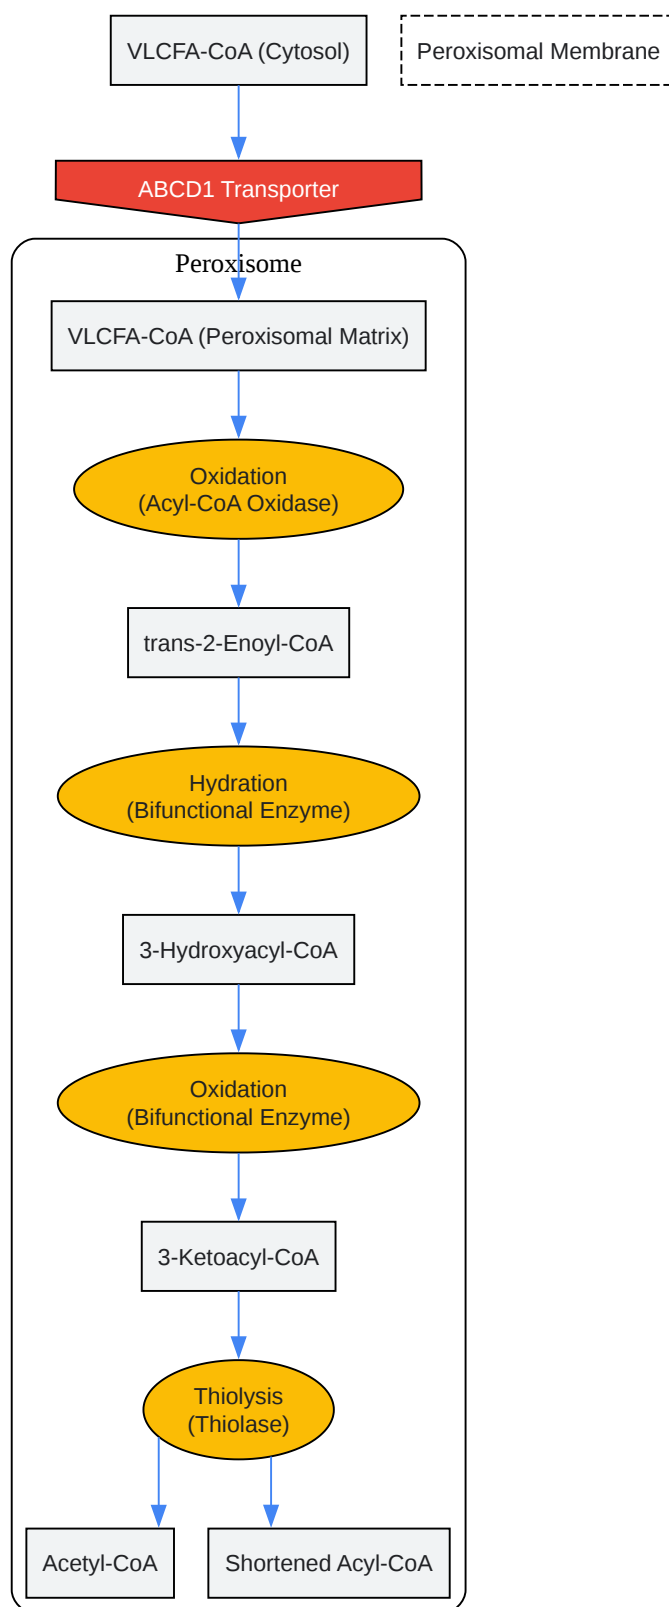 VLCFA-CoA (Cytosol)
Peroxisomal Membrane
ABCD1 Transporter
Peroxisome
VLCFA-CoA (Peroxisomal Matrix)
Oxidation
(Acyl-CoA Oxidase)
trans-2-Enoyl-CoA
Hydration
(Bifunctional Enzyme)
3-Hydroxyacyl-CoA
Oxidation
(Bifunctional Enzyme)
3-Ketoacyl-CoA
Thiolysis
(Thiolase)
Acetyl-CoA
Shortened Acyl-CoA